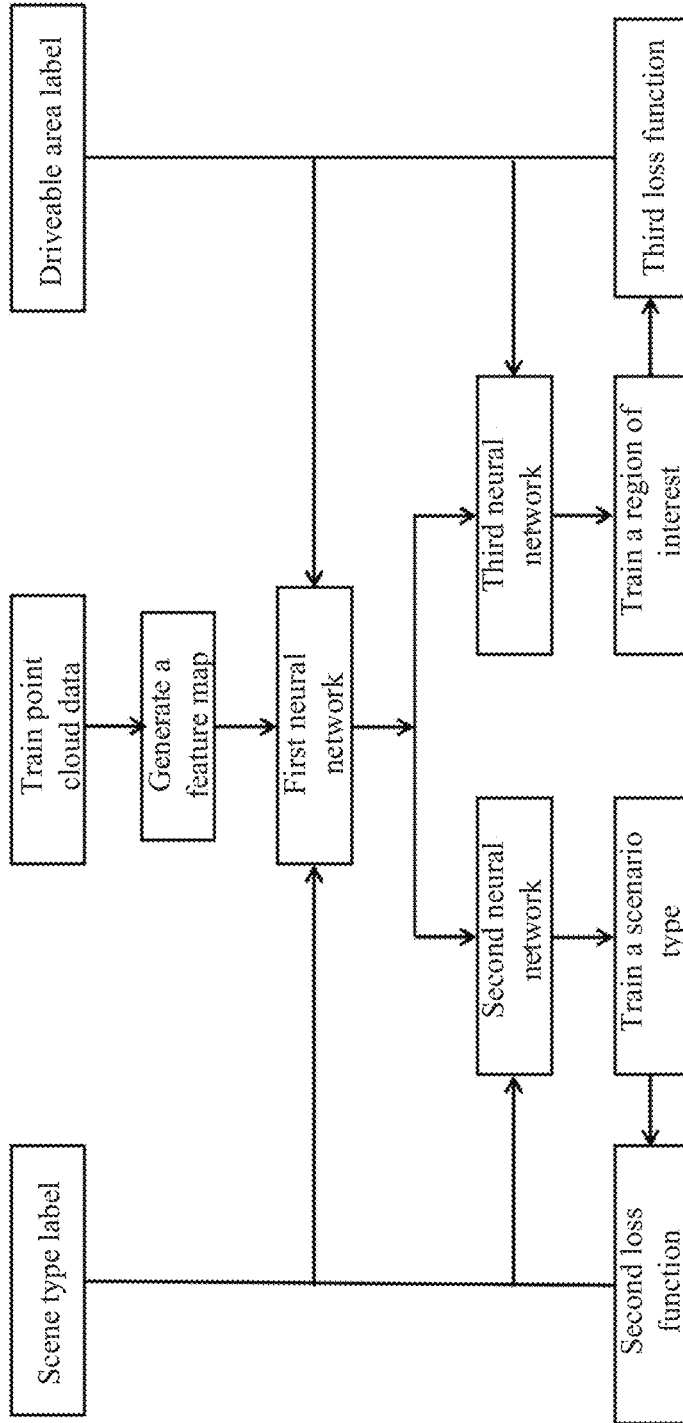 Scene type label
Train point
cloud data
Driveable area label
Generate a
feature map
First neural
network
Second neural
network
Third neural
network
Second loss
function
Train a scenario
type
Train a region of
interest
Third loss function